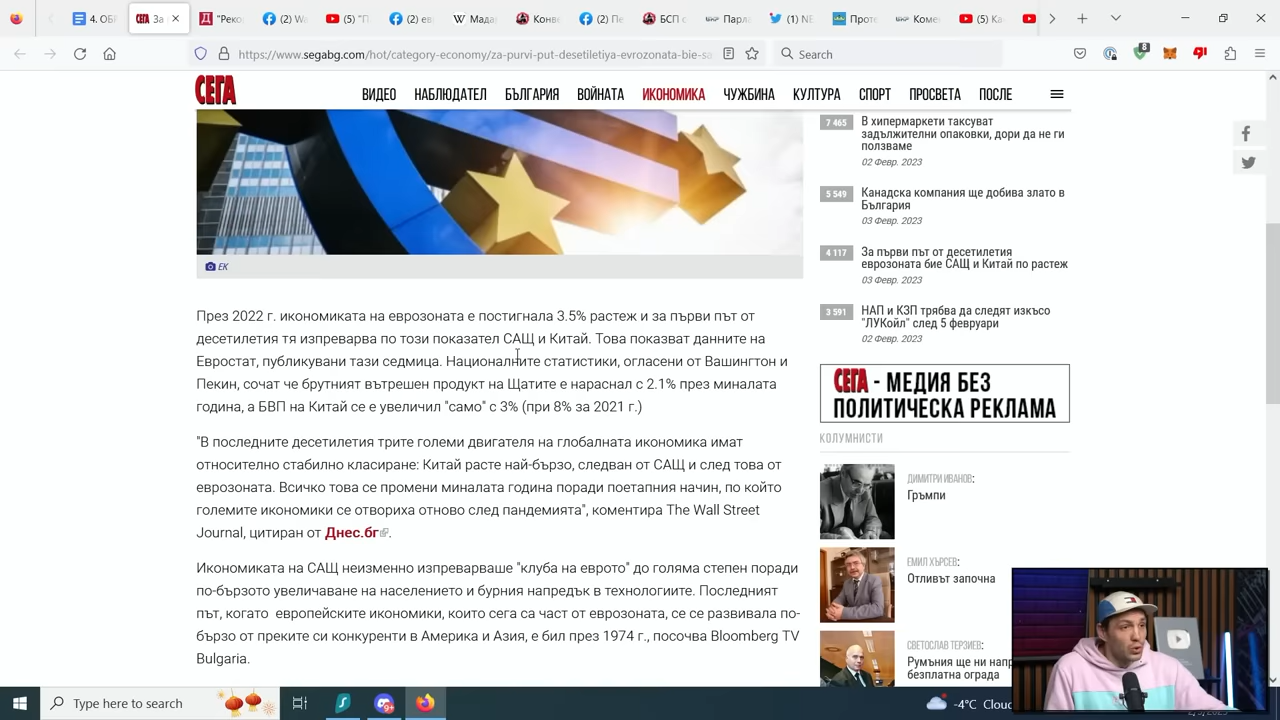 1. OБ
За
"Рекс
(2) W
(5) "П
(2) ев
Мада
Конве
(2) Пе
БСП с
Парла
(1) NE
Проте
Коме
(5) Ка
https://www.segabg.com/hot/category-economy/za-purvi-put-desetiletiya-evrozonata-bie-sa
Search
8
СЕГА
ВИДЕО
НАБЛЮДАТЕЛ
БЪЛГАРИЯ
ВОЙНАТА
ИКОНОМИКА
ЧУЖБИНА
КУЛТУРА
СПОРТ
ПРОСВЕТА
ПОСЛЕ
ЕК
През 2022 г. икономиката на еврозоната е постигнала 3.5% растеж и за първи път от
десетилетия тя изпреварва по този показател САЩ и Китай. Това показват данните на
Евростат, публикувани тази седмица. Националните статистики, огласени от Вашингтон и
Пекин, сочат че брутният вътрешен продукт на Щатите е нараснал с 2.1% през миналата
година, а БВП на Китай се е увеличил "само" с 3% (при 8% за 2021 г.)
"В последните десетилетия трите големи двигателя на глобалната икономика имат
относително стабилно класиране: Китай расте най-бързо, следван от САЩ и след това от
еврозоната. Всичко това се промени миналата година поради поетапния начин, по който
големите икономики се отвориха отново след пандемията", коментира The Wall Street
Journal, цитиран от Днес.бг.
Икономиката на САЩ неизменно изпреварваше "клуба на еврото" до голяма степен поради
по-бързото увеличаване на населението и бурния напредък в технологиите. Последният
път, когато европейските икономики, които сега са част от еврозоната, се се развивала по-
бързо от преките си конкуренти в Америка и Азия, е бил през 1974 г., посочва Bloomberg TV
Bulgaria.
7 465
В хипермаркети таксуват
задължителни опаковки, дори да не ги
ползваме
02 Февр. 2023
5 549
Канадска компания ще добива злато в
България
03 Февр. 2023
4 117
За първи път от десетилетия
еврозоната бие САЩ и Китай по растеж
03 Февр. 2023
3 591
НАП и КЗП трябва да следят изкъсо
"ЛУКойл" след 5 февруари
02 Февр. 2023
СЕГА - МЕДИЯ БЕЗ
ПОЛИТИЧЕСКА РЕКЛАМА
КОЛУМНИСТИ
ДИМИТРИ ИВАНОВ:
Гръмпи
ЕМИЛ ХЪРСЕВ:
Отливът започна
СВЕТОСЛАВ ТЕРЗИЕВ:
Румъния ще ни напр
безплатна ограда
Type here to search
-4°C Cloud